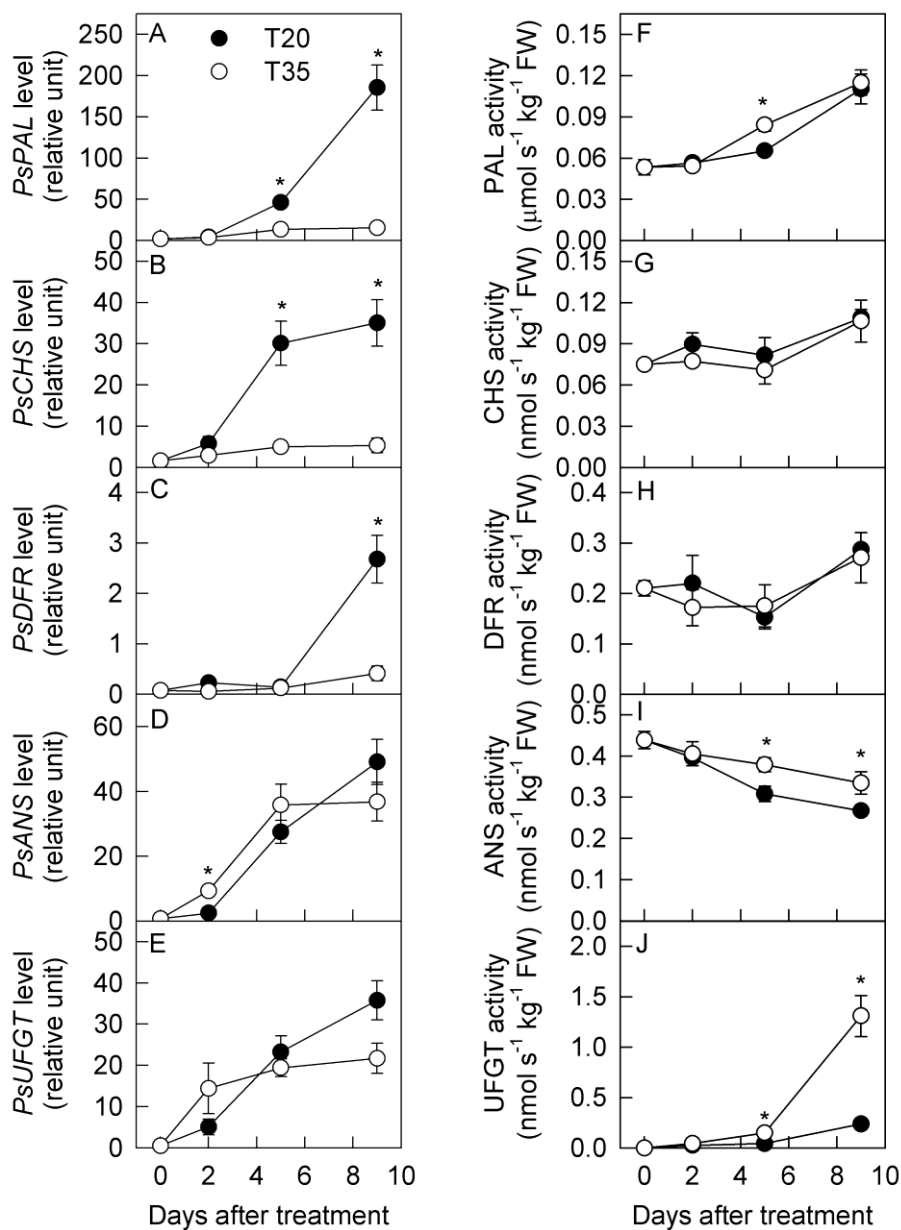 A
T20
T35
*
*
250
200
150
100
50
0
PsPAL level
(relative unit)
B
*
*
50
40
30
20
10
0
PsCHS level
(relative unit)
C
*
4
3
2
1
0
PsDFR level
(relative unit)
D
*
60
40
20
0
PsANS level
(relative unit)
E
50
40
30
20
10
0
PsUFGT level
(relative unit)
0 2 4 6 8 10
Days after treatment
F
*
0.15
0.12
0.09
0.06
0.03
0.00
PAL activity
(μmol s⁻¹ kg⁻¹ FW)
G
0.15
0.12
0.09
0.06
0.03
0.00
CHS activity
(nmol s⁻¹ kg⁻¹ FW)
H
0.4
0.3
0.2
0.1
0.0
DFR activity
(nmol s⁻¹ kg⁻¹ FW)
I
*
*
0.5
0.4
0.3
0.2
0.1
0.0
ANS activity
(nmol s⁻¹ kg⁻¹ FW)
J
*
*
2.0
1.5
1.0
0.5
0.0
UFGT activity
(nmol s⁻¹ kg⁻¹ FW)
0 2 4 6 8 10
Days after treatment